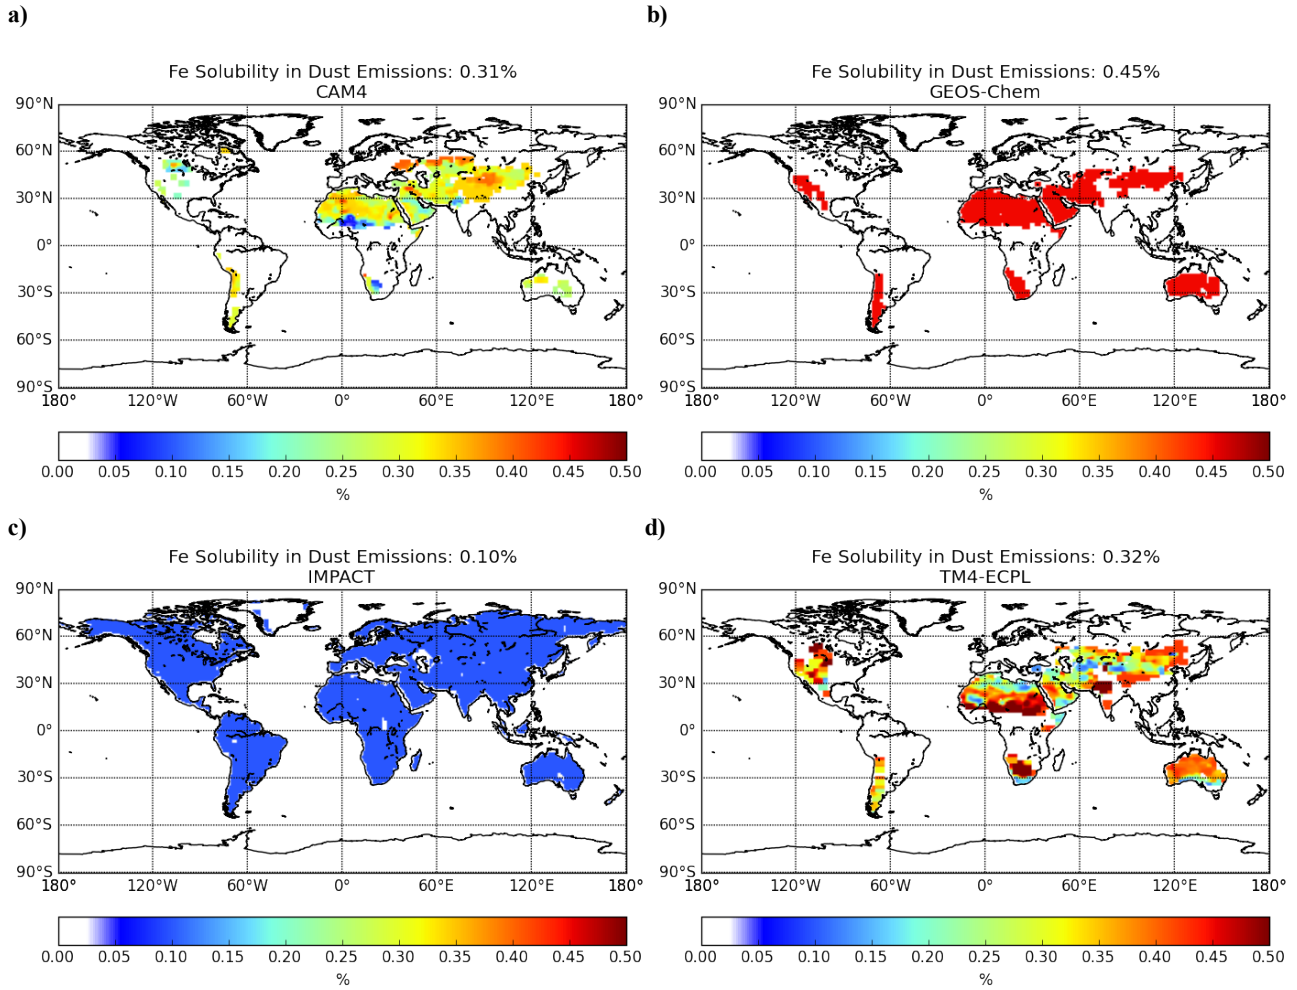 a)
Fe Solubility in Dust Emissions: 0.31%
CAM4
90°N
60°N
30°N
0°
30°S
60°S
90°S
180° 120°W 60°W 0° 60°E 120°E 180°
0.00 0.05 0.10 0.15 0.20 0.25 0.30 0.35 0.40 0.45 0.50
%
b)
Fe Solubility in Dust Emissions: 0.45%
GEOS-Chem
90°N
60°N
30°N
0°
30°S
60°S
90°S
180° 120°W 60°W 0° 60°E 120°E 180°
0.00 0.05 0.10 0.15 0.20 0.25 0.30 0.35 0.40 0.45 0.50
%
c)
Fe Solubility in Dust Emissions: 0.10%
IMPACT
90°N
60°N
30°N
0°
30°S
60°S
90°S
180° 120°W 60°W 0° 60°E 120°E 180°
0.00 0.05 0.10 0.15 0.20 0.25 0.30 0.35 0.40 0.45 0.50
%
d)
Fe Solubility in Dust Emissions: 0.32%
TM4-ECPL
90°N
60°N
30°N
0°
30°S
60°S
90°S
180° 120°W 60°W 0° 60°E 120°E 180°
0.00 0.05 0.10 0.15 0.20 0.25 0.30 0.35 0.40 0.45 0.50
%